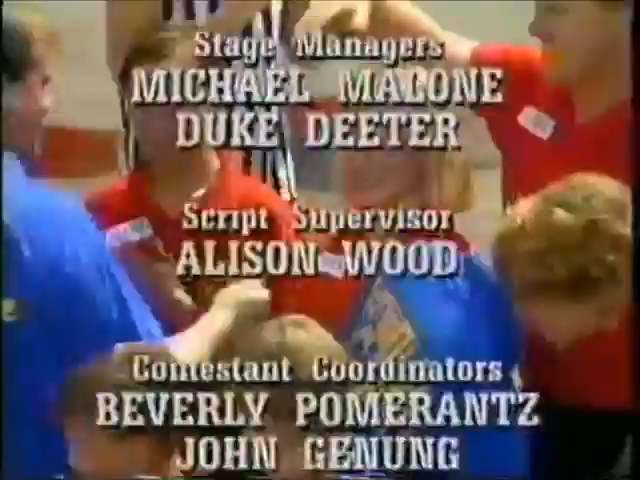 Stage Managers
MICHAEL MALONE
DUKE DEETER
Script Supervisor
ALISON WOOD
Contestant Coordinators
BEVERLY POMERANTZ
JOHN GENUNG